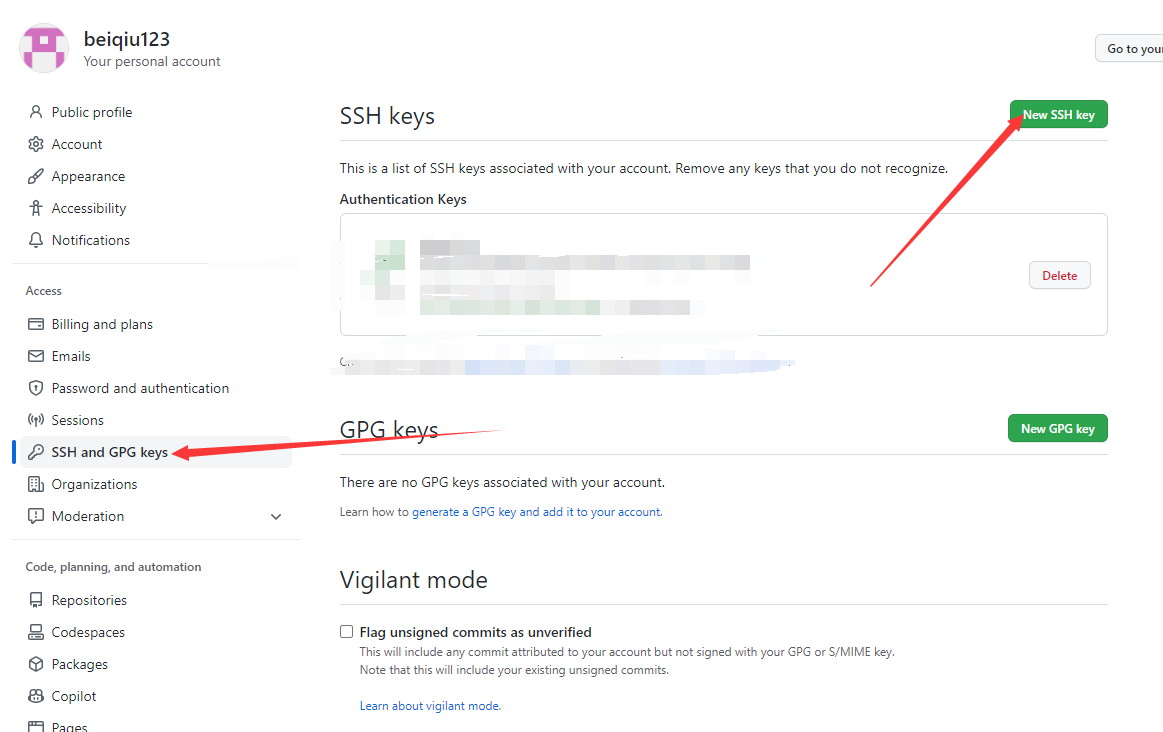 beiqiu123
Your personal account
Go to your
Public profile
Account
Appearance
Accessibility
Notifications
Access
Billing and plans
Emails
Password and authentication
Sessions
SSH and GPG keys
Organizations
Moderation
Code, planning, and automation
Repositories
Codespaces
Packages
Copilot
Pages
SSH keys
New SSH key
This is a list of SSH keys associated with your account. Remove any keys that you do not recognize.
Authentication Keys
Delete
GPG keys
New GPG key
There are no GPG keys associated with your account.
Learn how to generate a GPG key and add it to your account.
Vigilant mode
Flag unsigned commits as unverified
This will include any commit attributed to your account but not signed with your GPG or S/MIME key.
Note that this will include your existing unsigned commits.
Learn about vigilant mode.